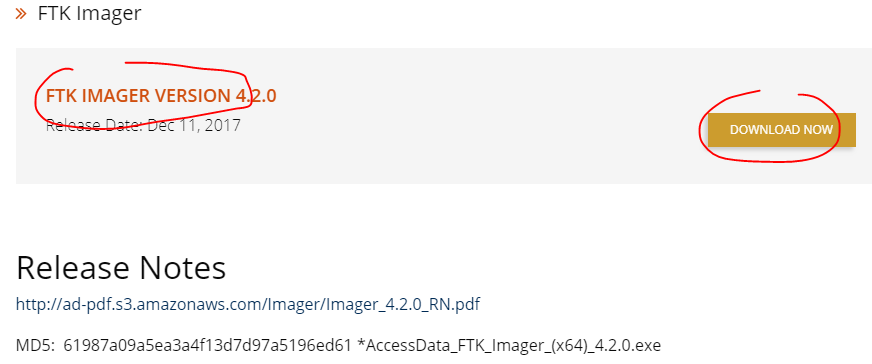 FTK Imager
FTK IMAGER VERSION 4.2.0
Release Date: Dec 11, 2017
DOWNLOAD NOW
Release Notes
http://ad-pdf.s3.amazonaws.com/Imager/Imager_4.2.0_RN.pdf
MD5: 61987a09a5ea3a4f13d7d97a5196ed61 *AccessData_FTK_Imager_(x64)_4.2.0.exe